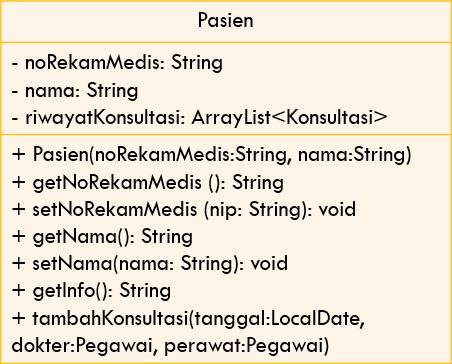 Pasien
- noRekamMedis: String
- nama: String
- riwayatKonsultasi: ArrayList<Konsultasi>
+ Pasien(noRekamMedis:String, nama:String)
+ getNoRekamMedis (): String
+ setNoRekamMedis (nip: String): void
+ getNama(): String
+ setNama(nama: String): void
+ getInfo(): String
+ tambahKonsultasi(tanggal:LocalDate,
dokter:Pegawai, perawat:Pegawai)